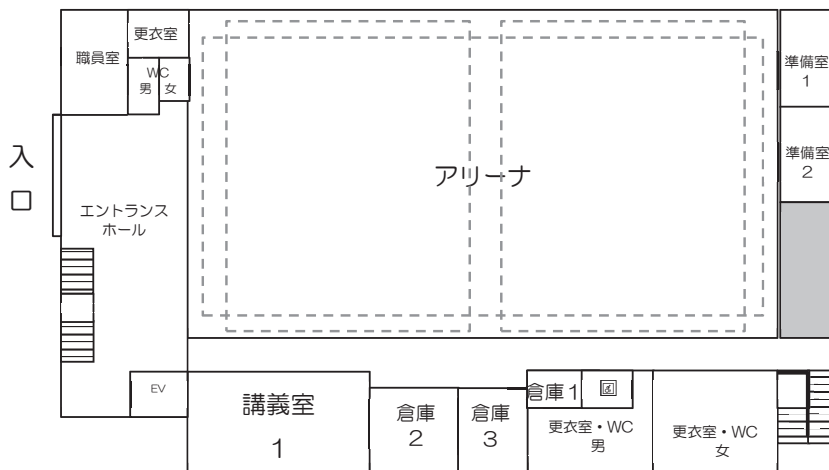 職員室
更衣室
WC
男 女
準備室
1
準備室
2
入
口
アリーナ
エントランス
ホール
EV
講義室
1
倉庫
2
倉庫
3
倉庫1
更衣室・WC
男
更衣室・WC
女